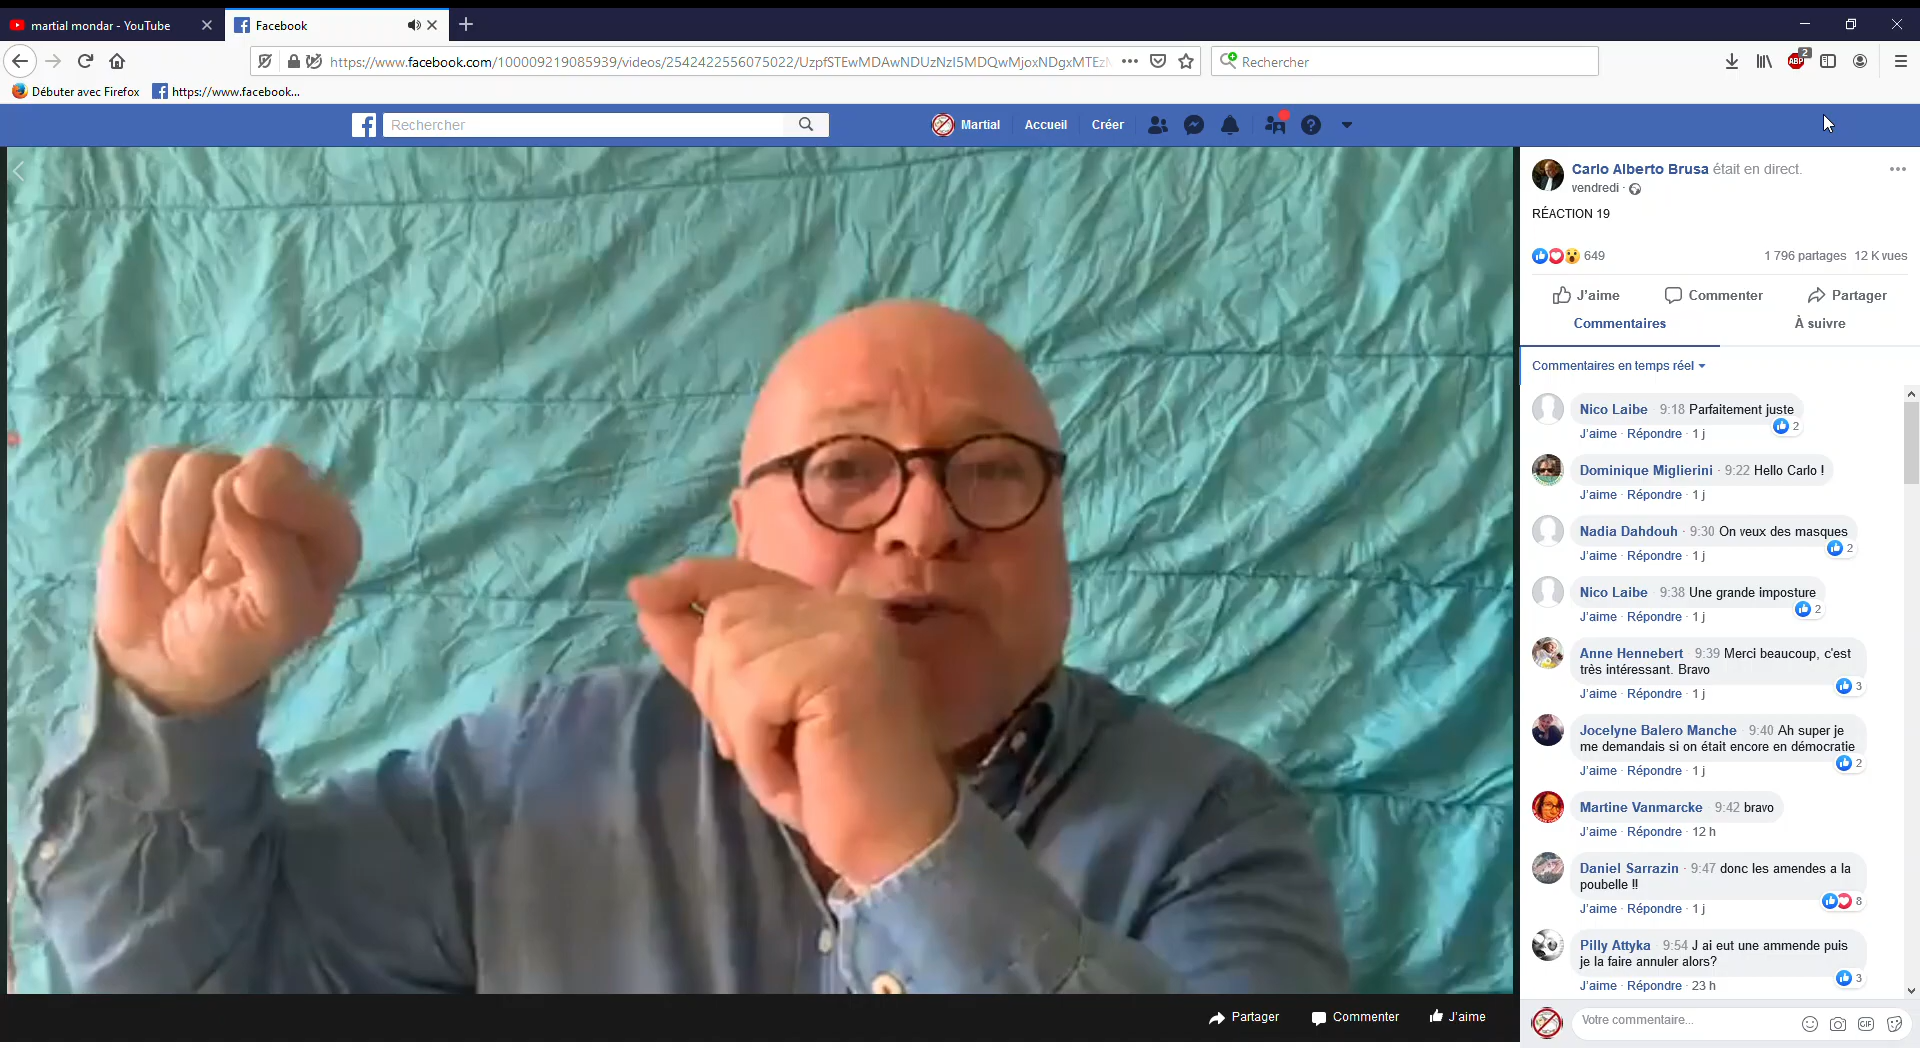 martial mondar - YouTube
Facebook
https://www.facebook.com/100009219085939/videos/2542422556075022/UzpfSTEwMDAwNDUzNzI5MDQwMjoxNDgxMTEz
Rechercher
2
ABP
Débuter avec Firefox
https://www.facebook...
Rechercher
Martial
Accueil
Créer
Carlo Alberto Brusa était en direct.
vendredi ·
RÉACTION 19
649
1 796 partages 12 K vues
J'aime
Commenter
Partager
Commentaires
À suivre
Commentaires en temps réel
Nico Laibe · 9:18 Parfaitement juste
2
J'aime · Répondre · 1 j
Dominique Miglierini · 9:22 Hello Carlo !
J'aime · Répondre · 1 j
Nadia Dahdouh · 9:30 On veux des masques
2
J'aime · Répondre · 1 j
Nico Laibe · 9:38 Une grande imposture
2
J'aime · Répondre · 1 j
Anne Hennebert · 9:39 Merci beaucoup, c'est
très intéressant. Bravo
3
J'aime · Répondre · 1 j
Jocelyne Balero Manche · 9:40 Ah super je
me demandais si on était encore en démocratie
2
J'aime · Répondre · 1 j
Martine Vanmarcke · 9:42 bravo
J'aime · Répondre · 12 h
Daniel Sarrazin · 9:47 donc les amendes a la
poubelle !!
8
J'aime · Répondre · 1 j
Pilly Attyka · 9:54 J ai eut une ammende puis
je la faire annuler alors?
3
J'aime · Répondre · 23 h
Partager
Commenter
J'aime
Votre commentaire...
GIF